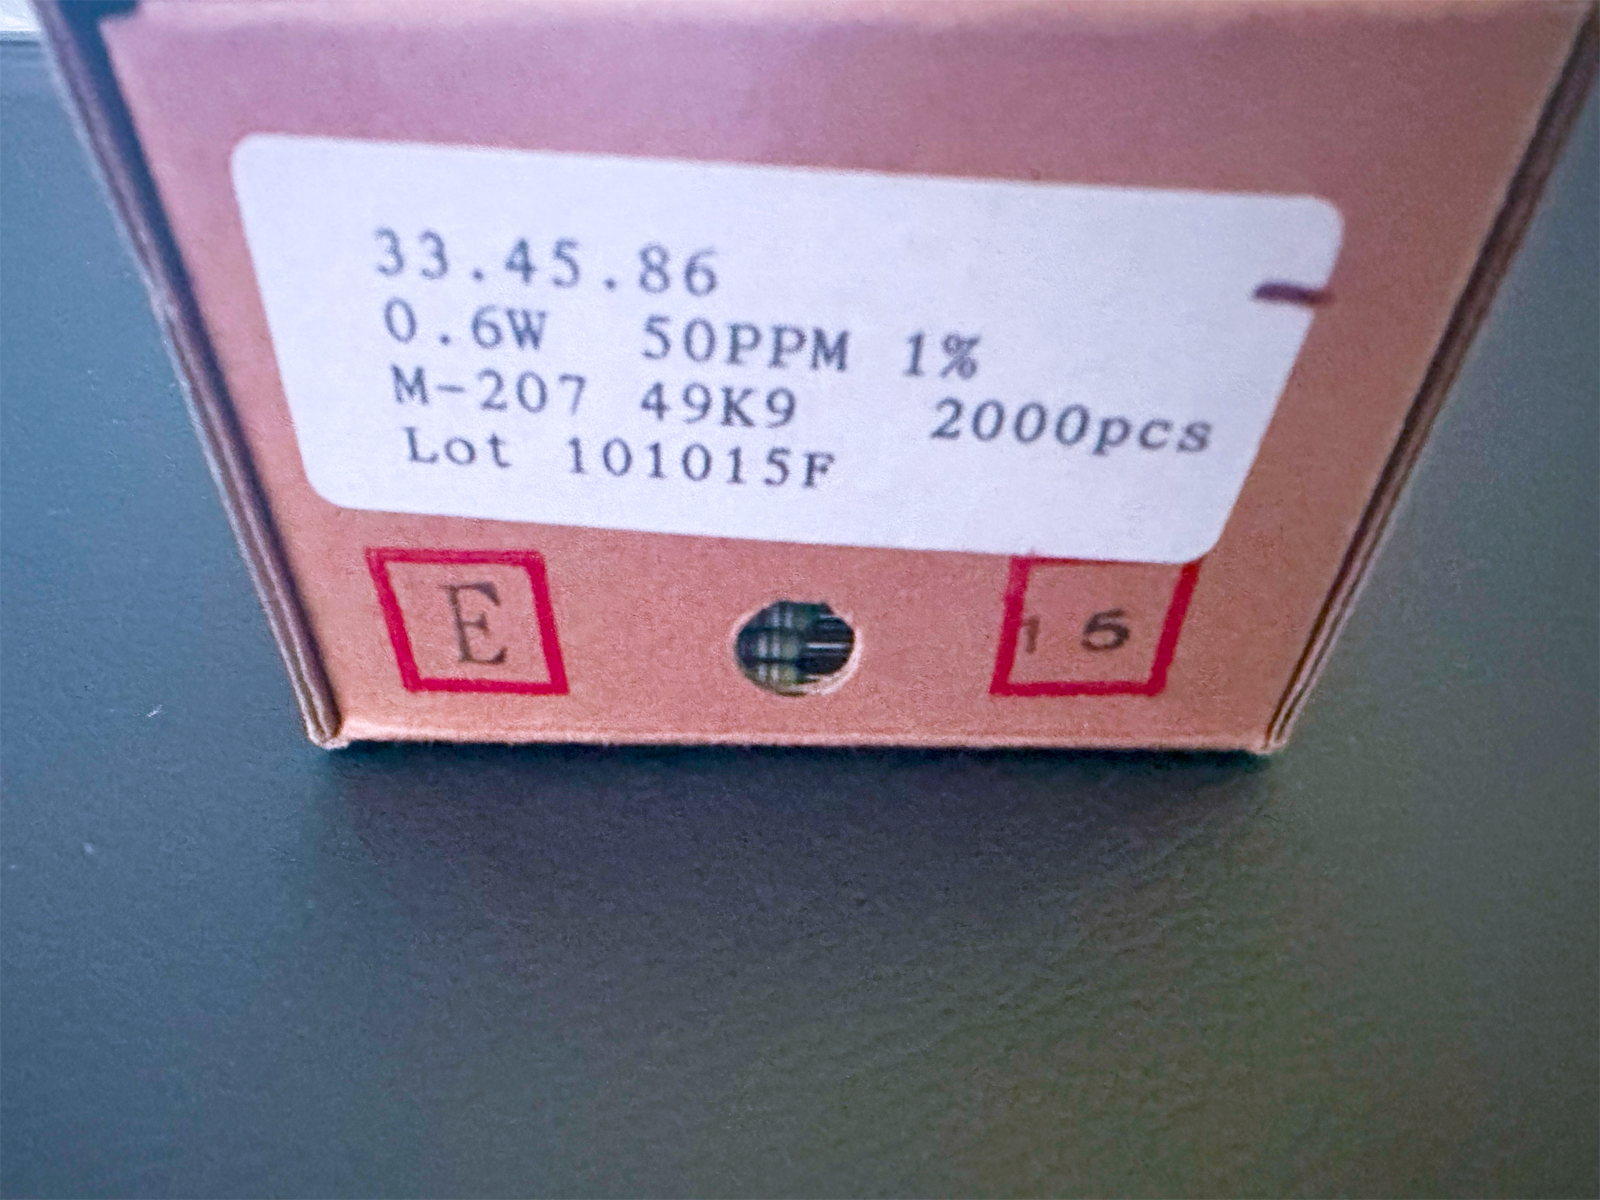 33.45.86
0.6W 50PPM 1%
M-207 49K9 2000pcs
Lot 101015F
E
15